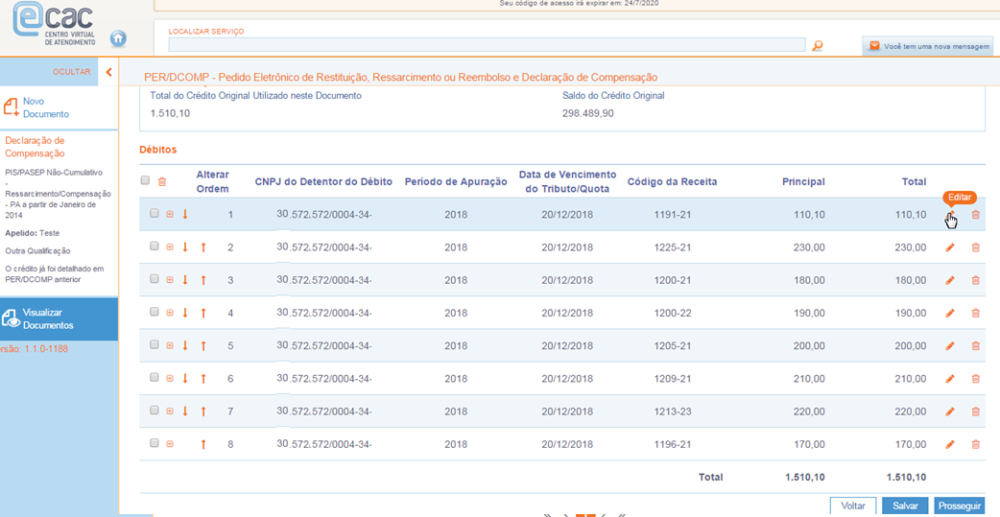 Seu código de acesso irá expirar em: 24/7/2020
ecac
CENTRO VIRTUAL
DE ATENDIMENTO
LOCALIZAR SERVIÇO
Você tem uma nova mensagem
OCULTAR
PER/DCOMP - Pedido Eletrônico de Restituição, Ressarcimento ou Reembolso e Declaração de Compensação
Novo
Documento
Declaração de
Compensação
PIS/PASEP Não-Cumulativo
-
Ressarcimento/Compensação
- PA a partir de Janeiro de
2014
Apelido: Teste
Outra Qualificação
O crédito já foi detalhado em
PER/DCOMP anterior
Visualizar
Documentos
rsão: 1.1.0-1188
Total do Crédito Original Utilizado neste Documento Saldo do Crédito Original
1.510,10 298.489,90
Débitos
Alterar
Ordem CNPJ do Detentor do Débito Período de Apuração Data de Vencimento
do Tributo/Quota Código da Receita Principal Total
Editar
1 30.572.572/0004-34- 2018 20/12/2018 1191-21 110,10 110,10
2 30.572.572/0004-34- 2018 20/12/2018 1225-21 230,00 230,00
3 30.572.572/0004-34- 2018 20/12/2018 1200-21 180,00 180,00
4 30.572.572/0004-34- 2018 20/12/2018 1200-22 190,00 190,00
5 30.572.572/0004-34- 2018 20/12/2018 1205-21 200,00 200,00
6 30.572.572/0004-34- 2018 20/12/2018 1209-21 210,00 210,00
7 30.572.572/0004-34- 2018 20/12/2018 1213-23 220,00 220,00
8 30.572.572/0004-34- 2018 20/12/2018 1196-21 170,00 170,00
Total 1.510,10 1.510,10
Voltar Salvar Prosseguir